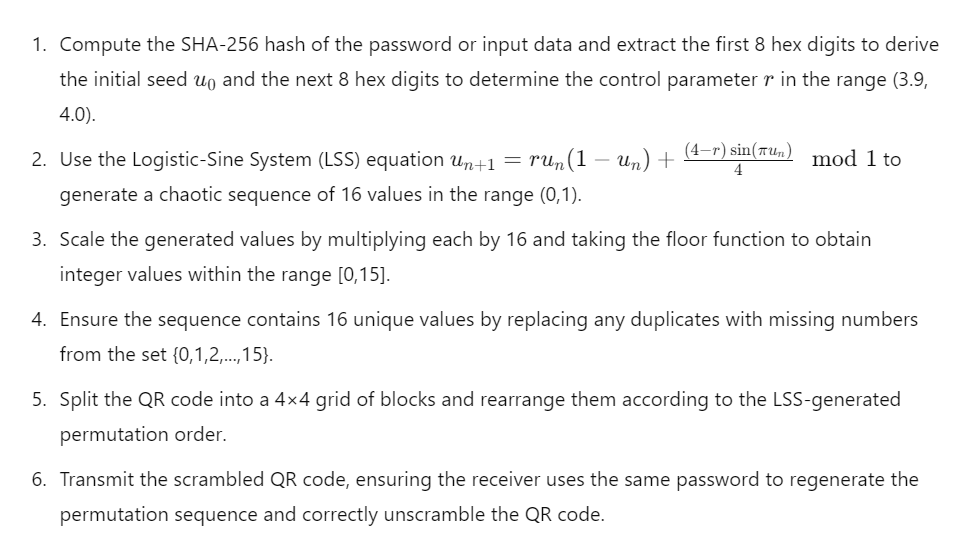 1. Compute the SHA-256 hash of the password or input data and extract the first 8 hex digits to derive
the initial seed u₀ and the next 8 hex digits to determine the control parameter r in the range (3.9,
4.0).
2. Use the Logistic-Sine System (LSS) equation uₙ₊₁ = ruₙ(1 − uₙ) + (4−r) sin(πuₙ)/4 mod 1 to
generate a chaotic sequence of 16 values in the range (0,1).
3. Scale the generated values by multiplying each by 16 and taking the floor function to obtain
integer values within the range [0,15].
4. Ensure the sequence contains 16 unique values by replacing any duplicates with missing numbers
from the set {0,1,2,...,15}.
5. Split the QR code into a 4×4 grid of blocks and rearrange them according to the LSS-generated
permutation order.
6. Transmit the scrambled QR code, ensuring the receiver uses the same password to regenerate the
permutation sequence and correctly unscramble the QR code.